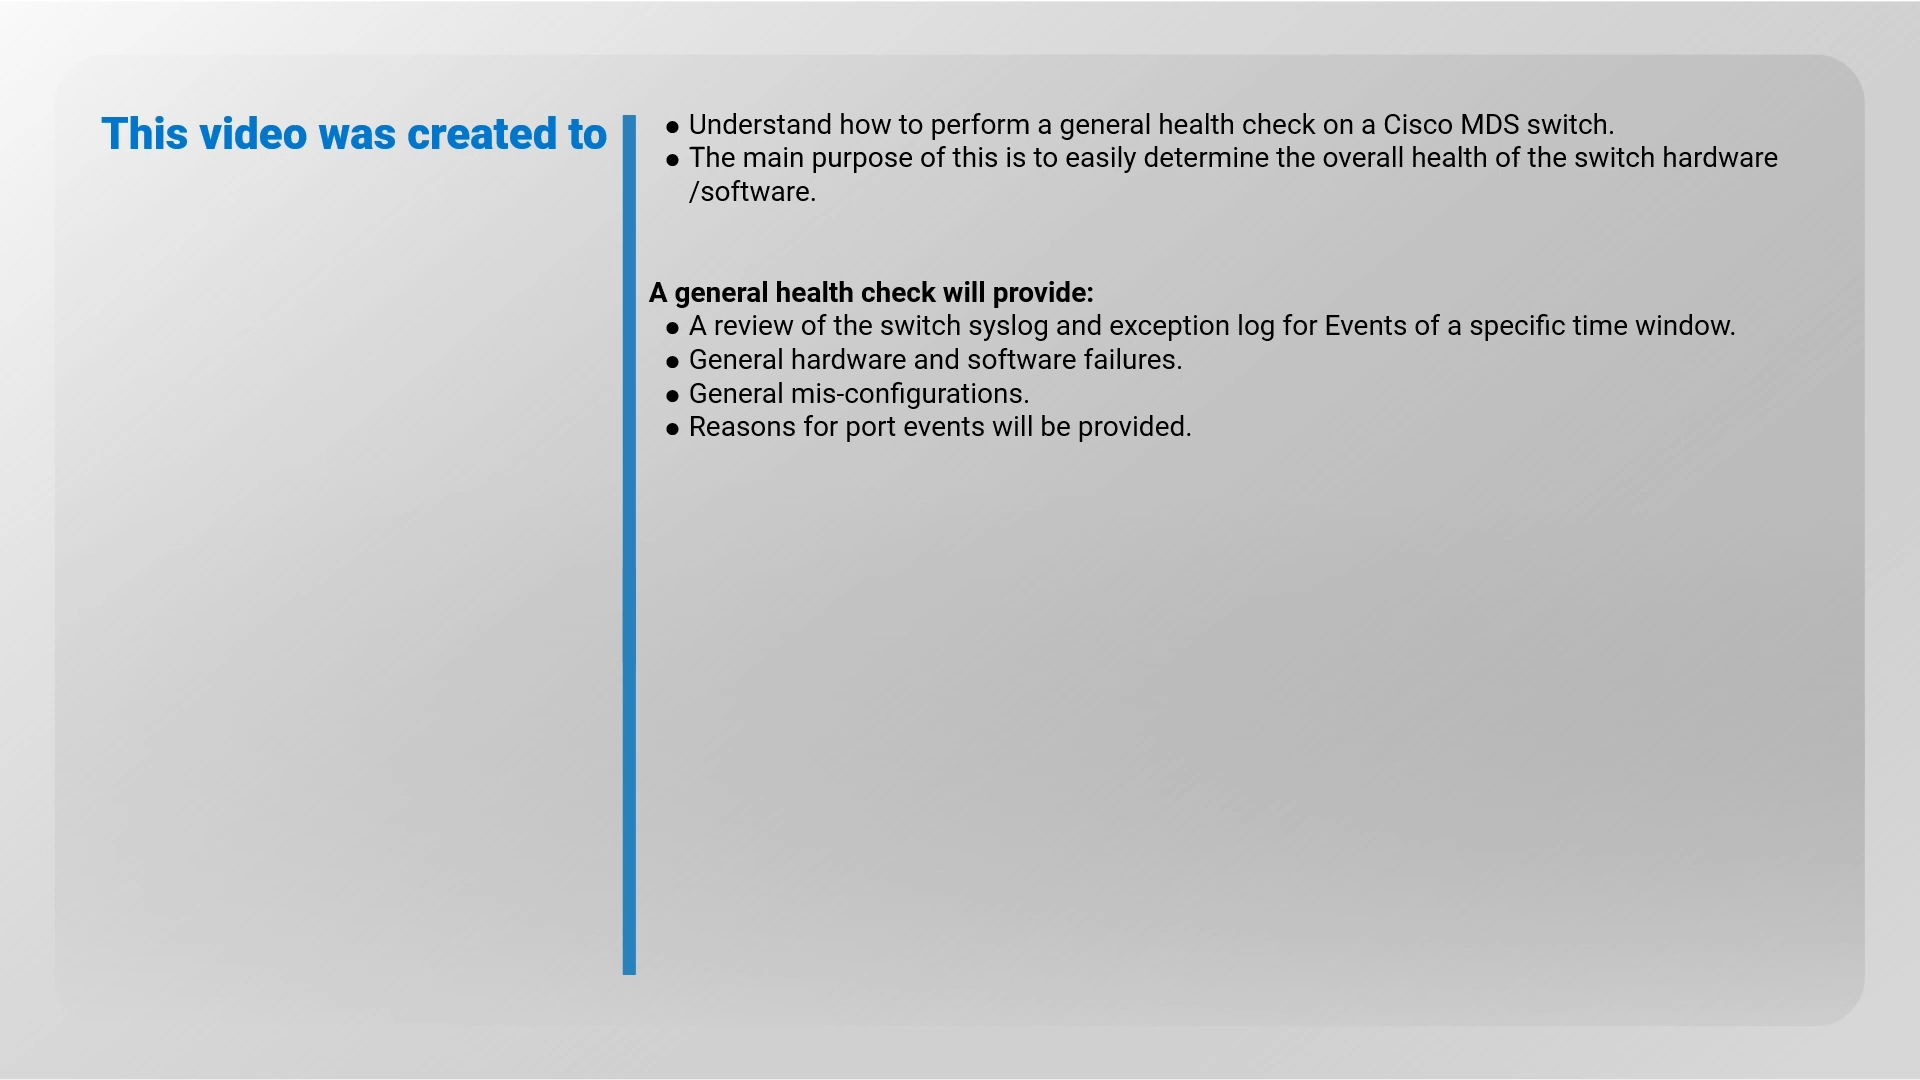 This video was created to
● Understand how to perform a general health check on a Cisco MDS switch.
● The main purpose of this is to easily determine the overall health of the switch hardware
/software.
A general health check will provide:
● A review of the switch syslog and exception log for Events of a specific time window.
● General hardware and software failures.
● General mis-configurations.
● Reasons for port events will be provided.